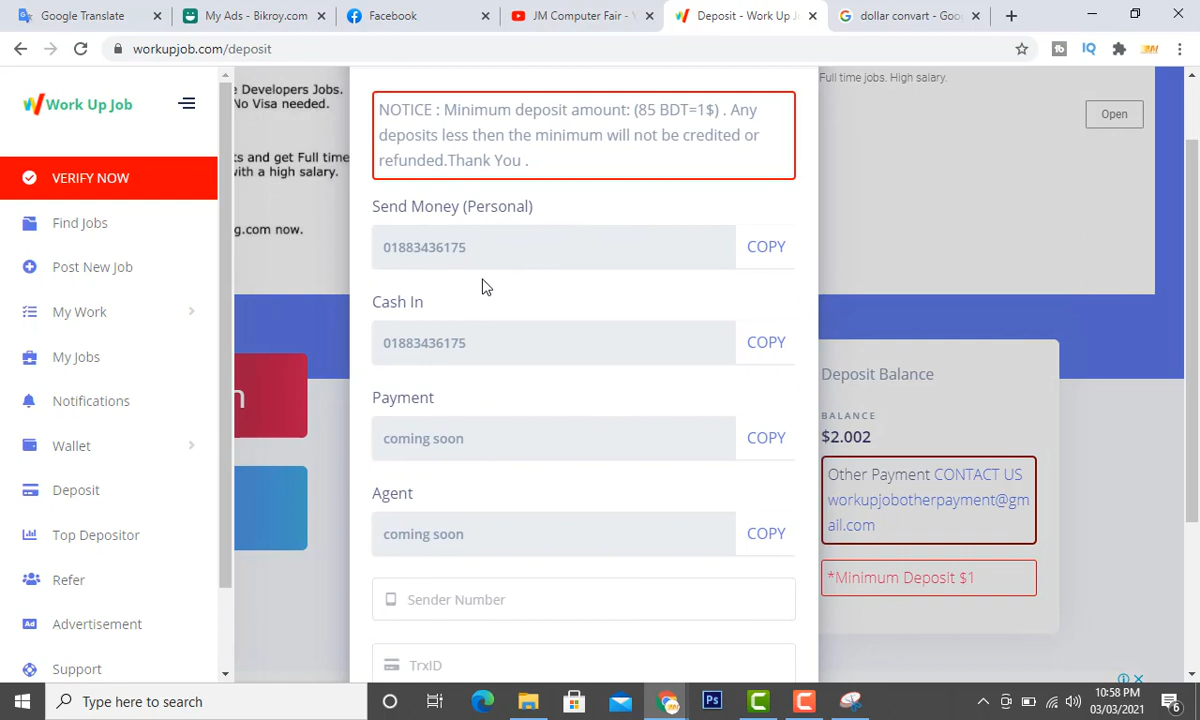 Google Translate
My Ads - Bikroy.com
Facebook
JM Computer Fair - Y
Deposit - Work Up J
dollar convart - Goo
workupjob.com/deposit
Work Up Job
VERIFY NOW
Find Jobs
Post New Job
My Work
My Jobs
Notifications
Wallet
Deposit
Top Depositor
Refer
Advertisement
Support
e Developers Jobs.
No Visa needed.
s and get Full time
with a high salary.
g.com now.
n
NOTICE : Minimum deposit amount: (85 BDT=1$) . Any
deposits less then the minimum will not be credited or
refunded.Thank You .
Send Money (Personal)
01883436175 COPY
Cash In
01883436175 COPY
Payment
coming soon COPY
Agent
coming soon COPY
Sender Number
TrxID
Full time jobs. High salary.
Open
Deposit Balance
BALANCE
$2.002
Other Payment CONTACT US
workupjobotherpayment@gm
ail.com
*Minimum Deposit $1
Type here to search
10:58 PM
03/03/2021
6